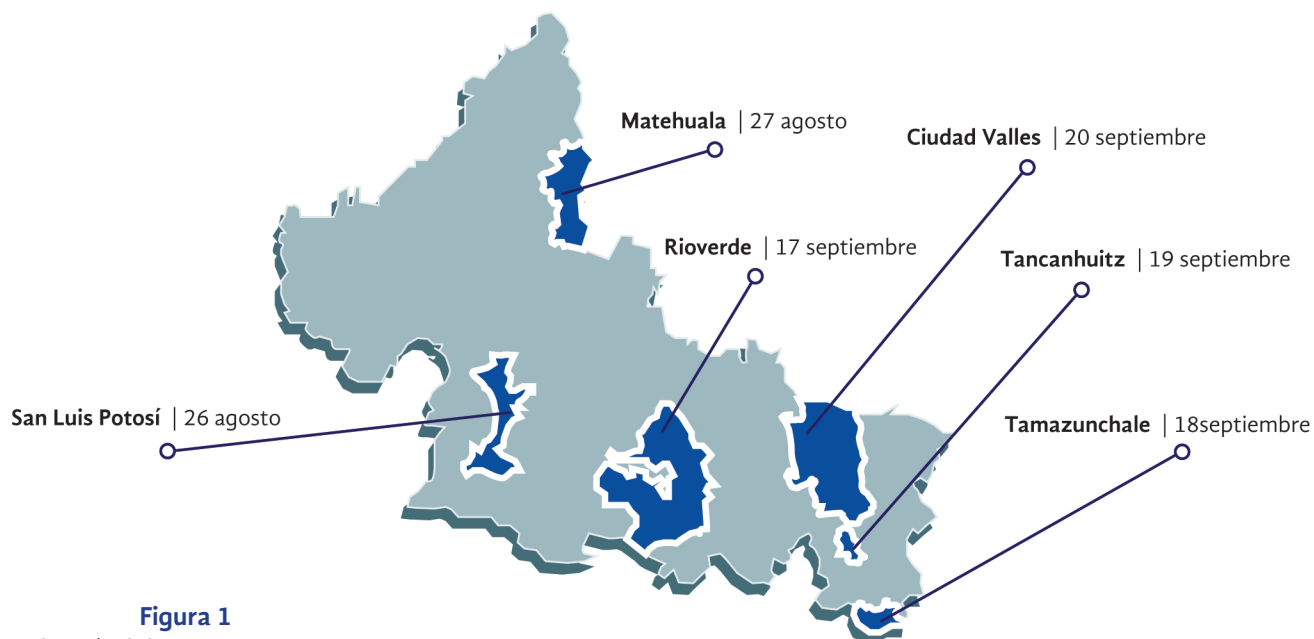 Matehuala | 27 agosto
Ciudad Valles | 20 septiembre
Rioverde | 17 septiembre
Tancanhuitz | 19 septiembre
San Luis Potosí | 26 agosto
Tamazunchale | 18septiembre
Figura 1